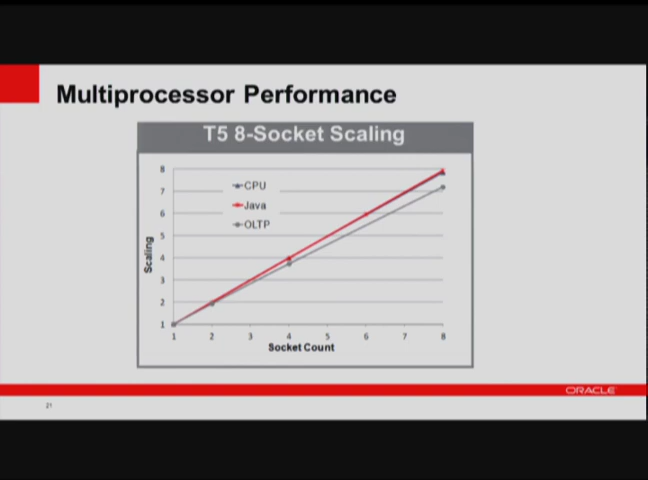 Multiprocessor Performance
T5 8-Socket Scaling
8
7
6
5
4
3
2
1
Scaling
CPU
Java
OLTP
1 2 3 4 5 6 7 8
Socket Count
ORACLE
21